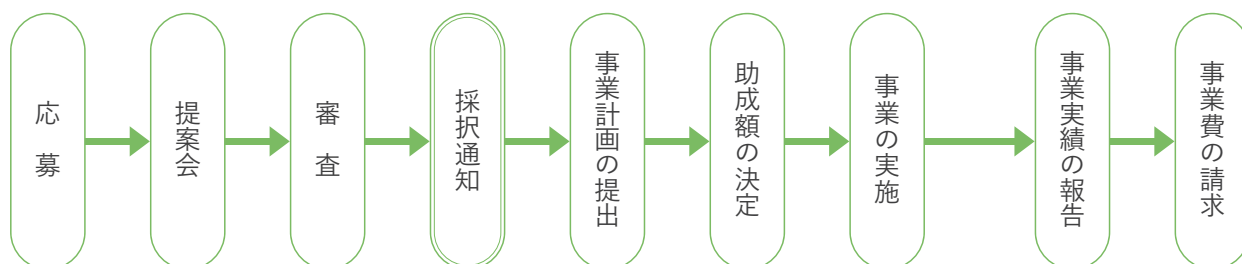 応募
提案会
審査
採択通知
事業計画の提出
助成額の決定
事業の実施
事業実績の報告
事業費の請求